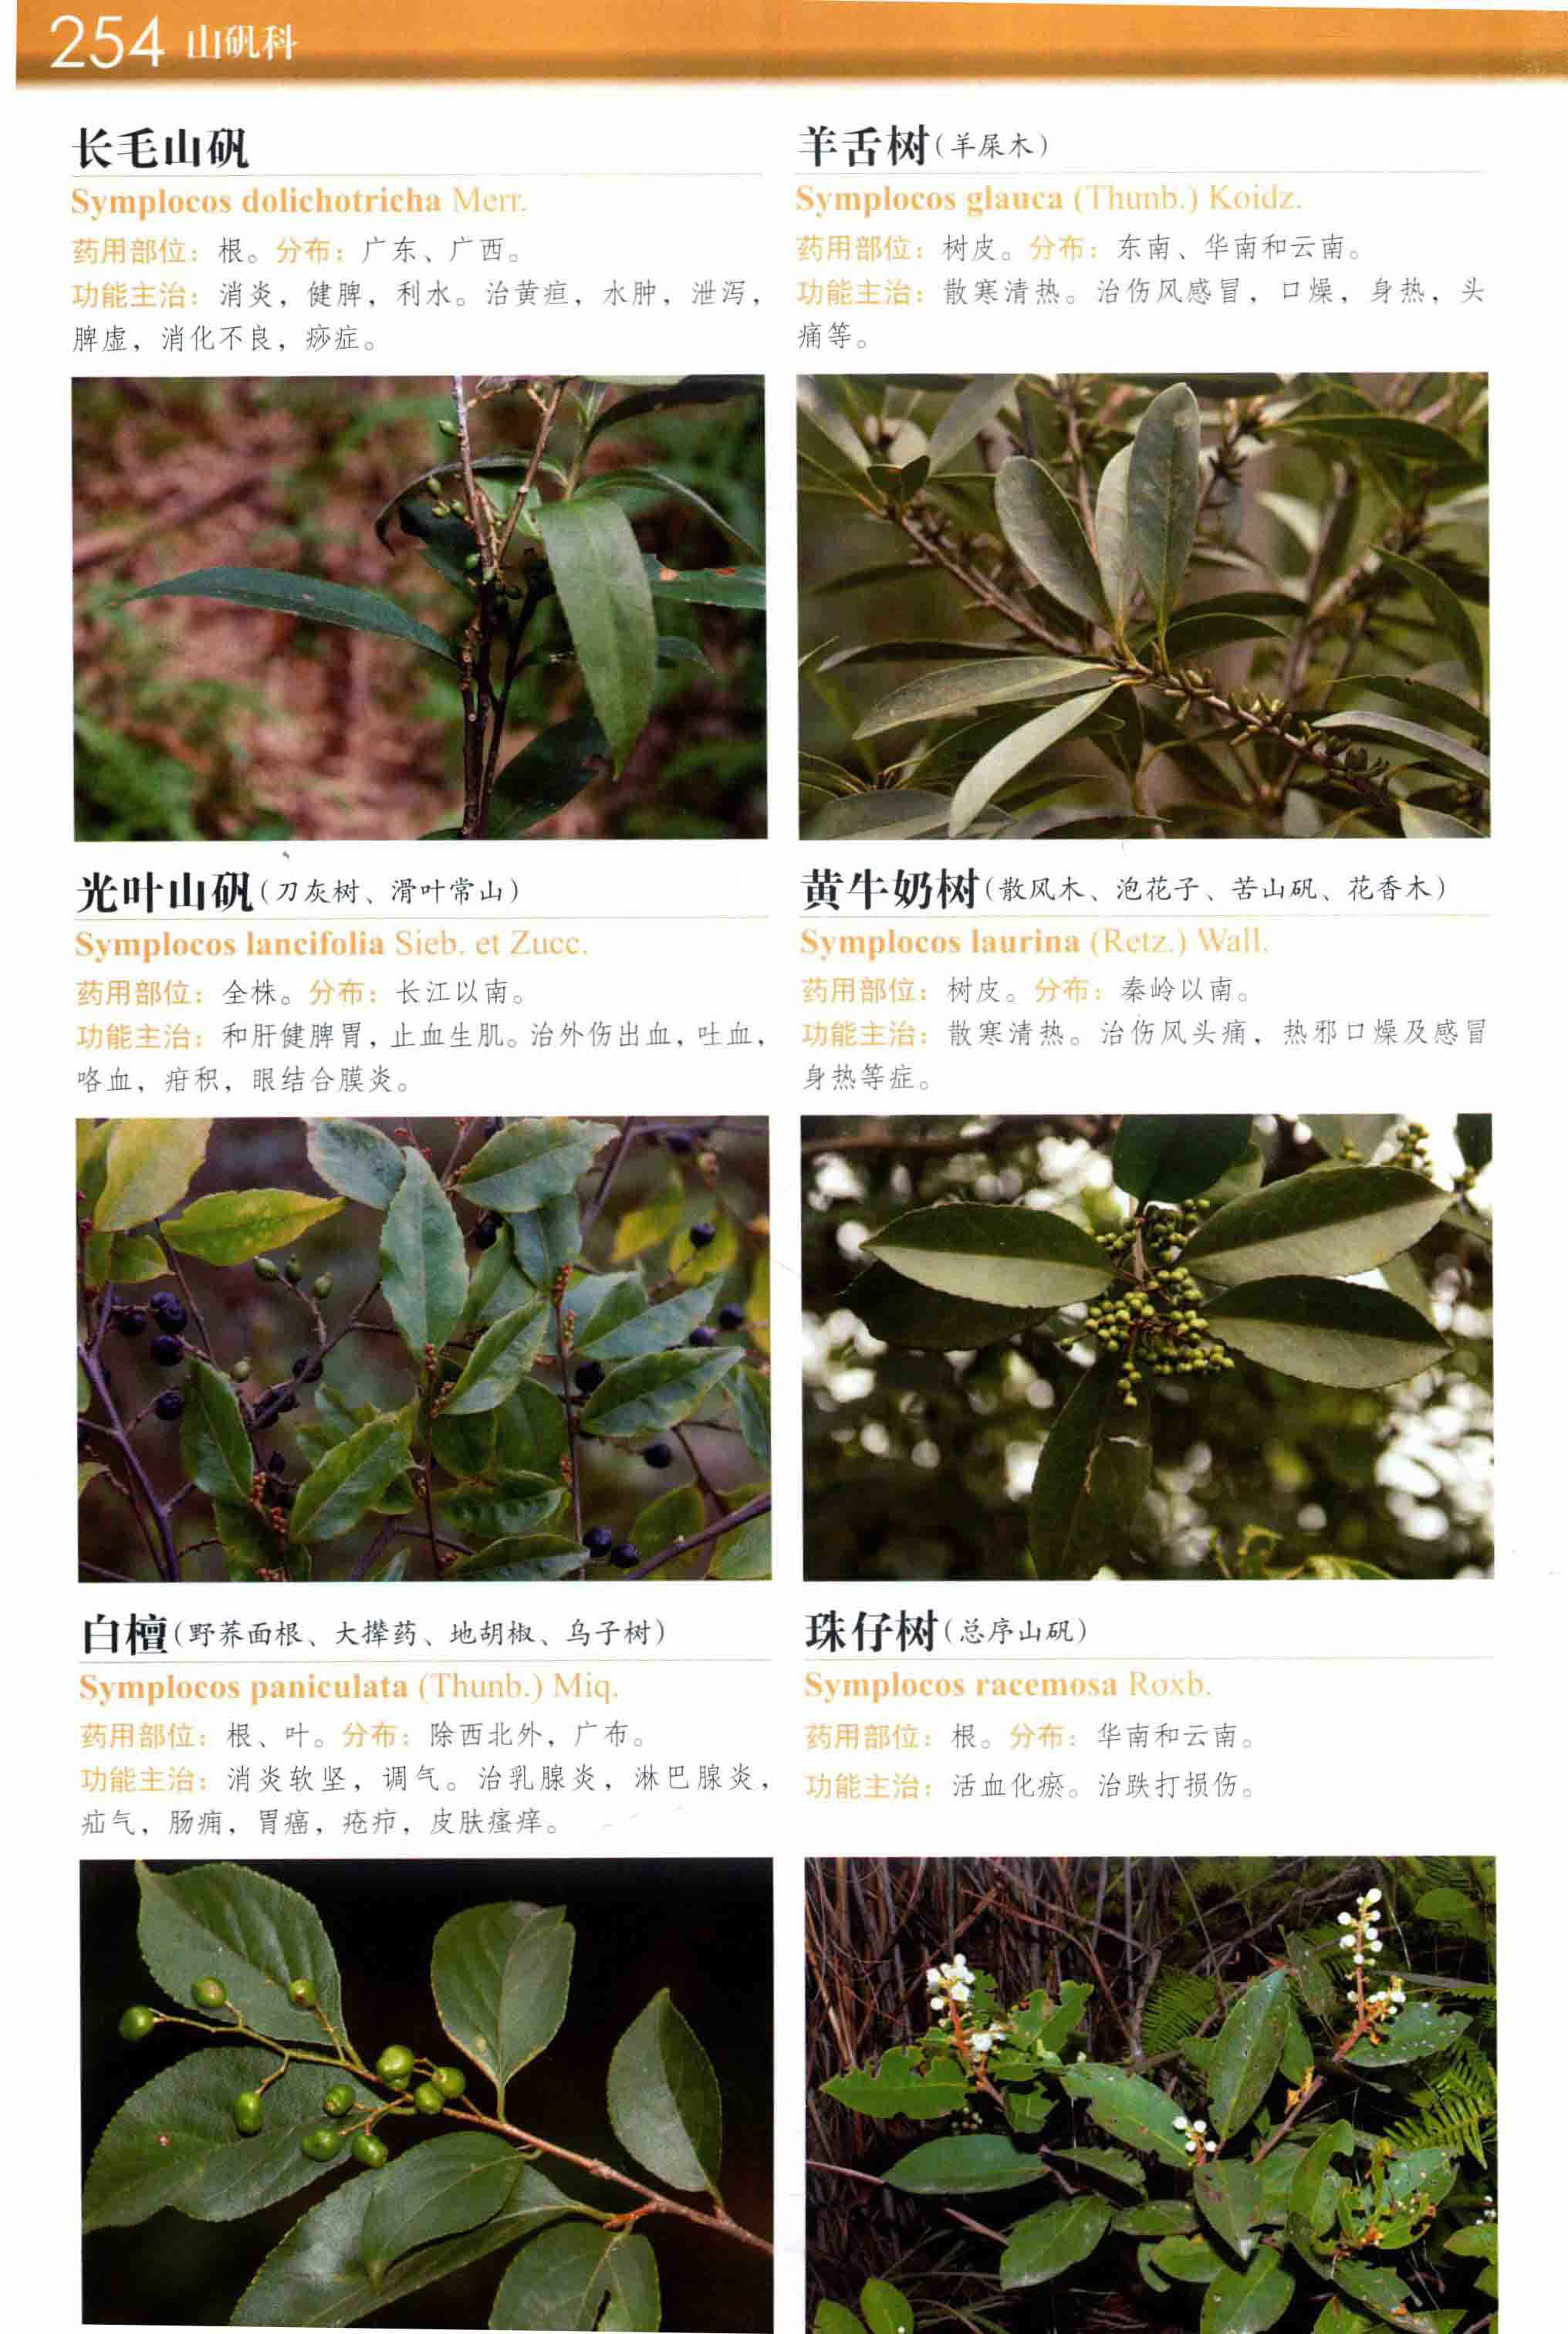 254 山矾科
长毛山矾
Symplocos dolichotricha Merr.
药用部位：根。分布：广东、广西。
功能主治：消炎，健脾，利水。治黄疸，水肿，泄泻，
脾虚，消化不良，痧症。
羊舌树(羊屎木)
Symplocos glauca (Thunb.) Koidz.
药用部位：树皮。分布：东南、华南和云南。
功能主治：散寒清热。治伤风感冒，口燥，身热，头
痛等。
光叶山矾(刀灰树、滑叶常山)
Symplocos lancifolia Sieb. et Zucc.
药用部位：全株。分布：长江以南。
功能主治：和肝健脾胃，止血生肌。治外伤出血，吐血，
咯血，疳积，眼结合膜炎。
黄牛奶树(散风木、泡花子、苦山矾、花香木)
Symplocos laurina (Retz.) Wall.
药用部位：树皮。分布：秦岭以南。
功能主治：散寒清热。治伤风头痛，热邪口燥及感冒
身热等症。
白檀(野荞面根、大撵药、地胡椒、乌子树)
Symplocos paniculata (Thunb.) Miq.
药用部位：根、叶。分布：除西北外，广布。
功能主治：消炎软坚，调气。治乳腺炎，淋巴腺炎，
疝气，肠痈，胃癌，疮疖，皮肤瘙痒。
珠仔树(总序山矾)
Symplocos racemosa Roxb.
药用部位：根。分布：华南和云南。
功能主治：活血化瘀。治跌打损伤。